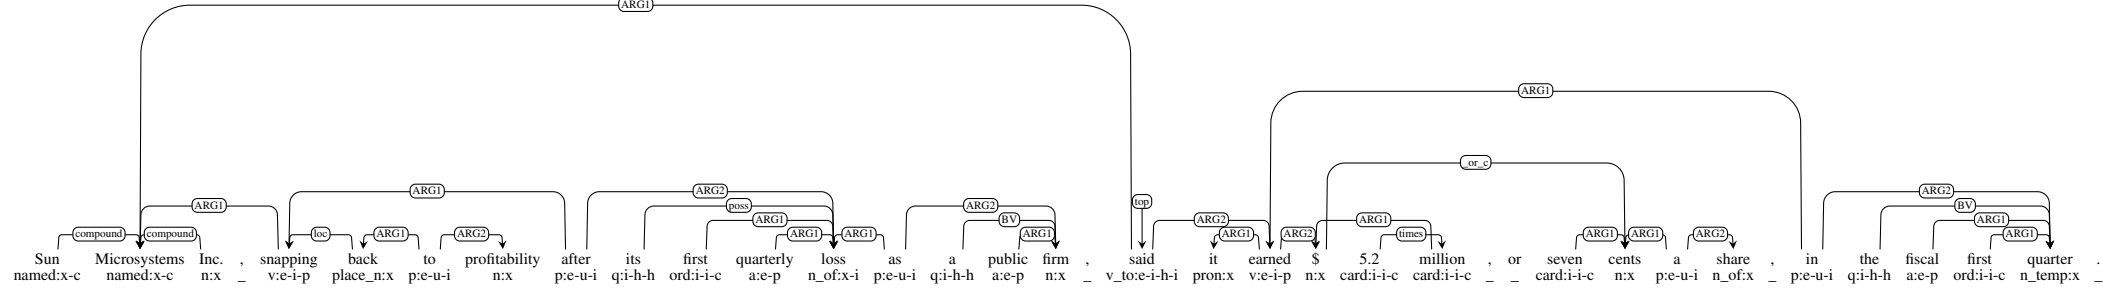 ARG1
ARG1
_or_c
ARG1 ARG2 ARG2
top
ARG1 poss ARG2 BV
ARG1 BV ARG2 ARG1 ARG1
compound compound loc ARG1 ARG2 ARG1 ARG1 ARG1 ARG1 ARG2 times ARG1 ARG1 ARG2 ARG1
Sun Microsystems Inc. , snapping back to profitability after its first quarterly loss as a public firm , said it earned $ 5.2 million , or seven cents a share , in the fiscal first quarter .
named:x-c named:x-c n:x _ v:e-i-p place_n:x p:e-u-i n:x p:e-u-i q:i-h-h ord:i-i-c a:e-p n_of:x-i p:e-u-i q:i-h-h a:e-p n:x _ v_to:e-i-h-i pron:x v:e-i-p n:x card:i-i-c card:i-i-c _ _ card:i-i-c n:x p:e-u-i n_of:x _ p:e-u-i q:i-h-h a:e-p ord:i-i-c n_temp:x _